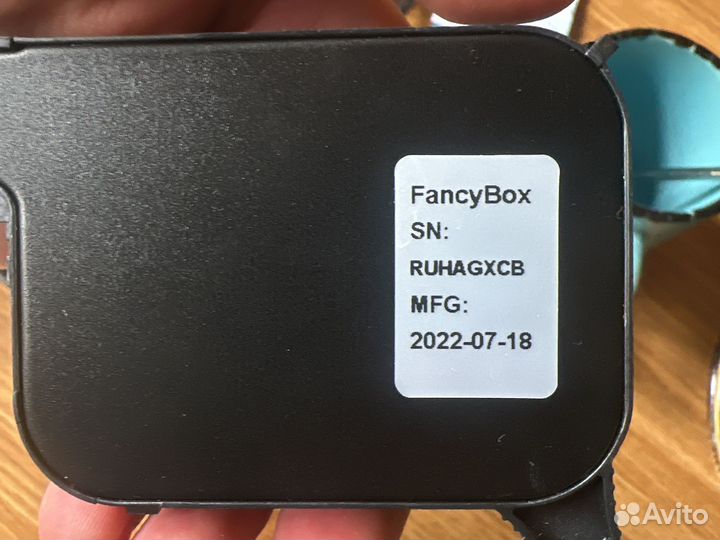 FancyBox
SN:
RUHAGXCB
MFG:
2022-07-18
Avito